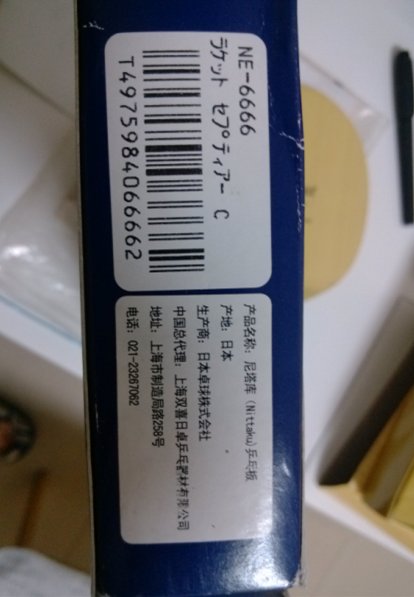 NE-6666
ラケット セプティアー C
T4975984066662
产品名称: 尼塔库 (Nittaku)乒乓板
产地: 日本
生产商: 日本卓球株式会社
中国总代理: 上海双喜日卓乒乓器材有限公司
地址: 上海市制造局路258号
电话: 021-23267062